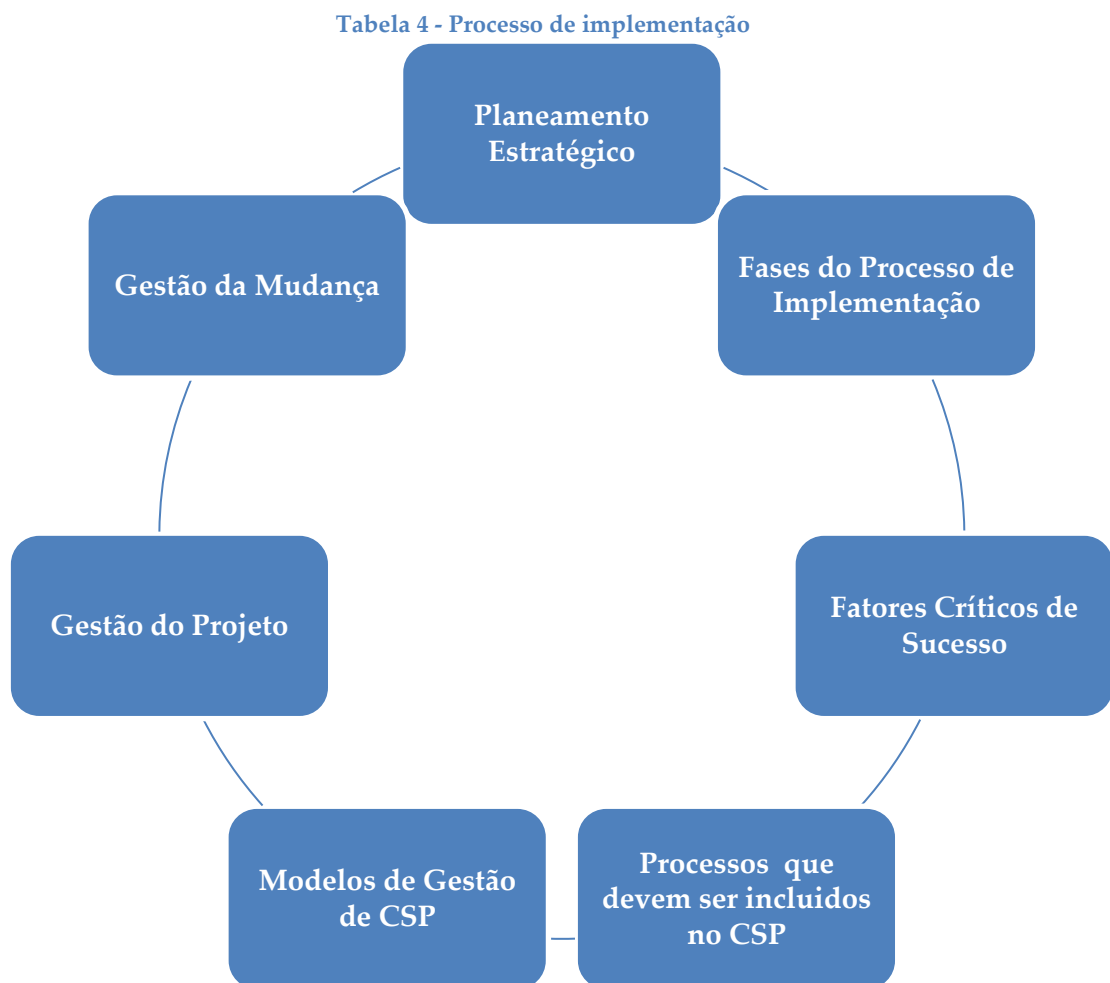 Tabela 4 - Processo de implementação
Planeamento
Estratégico
Fases do Processo de
Implementação
Fatores Críticos de
Sucesso
Processos que
devem ser incluidos
no CSP
Modelos de Gestão
de CSP
Gestão do Projeto
Gestão da Mudança